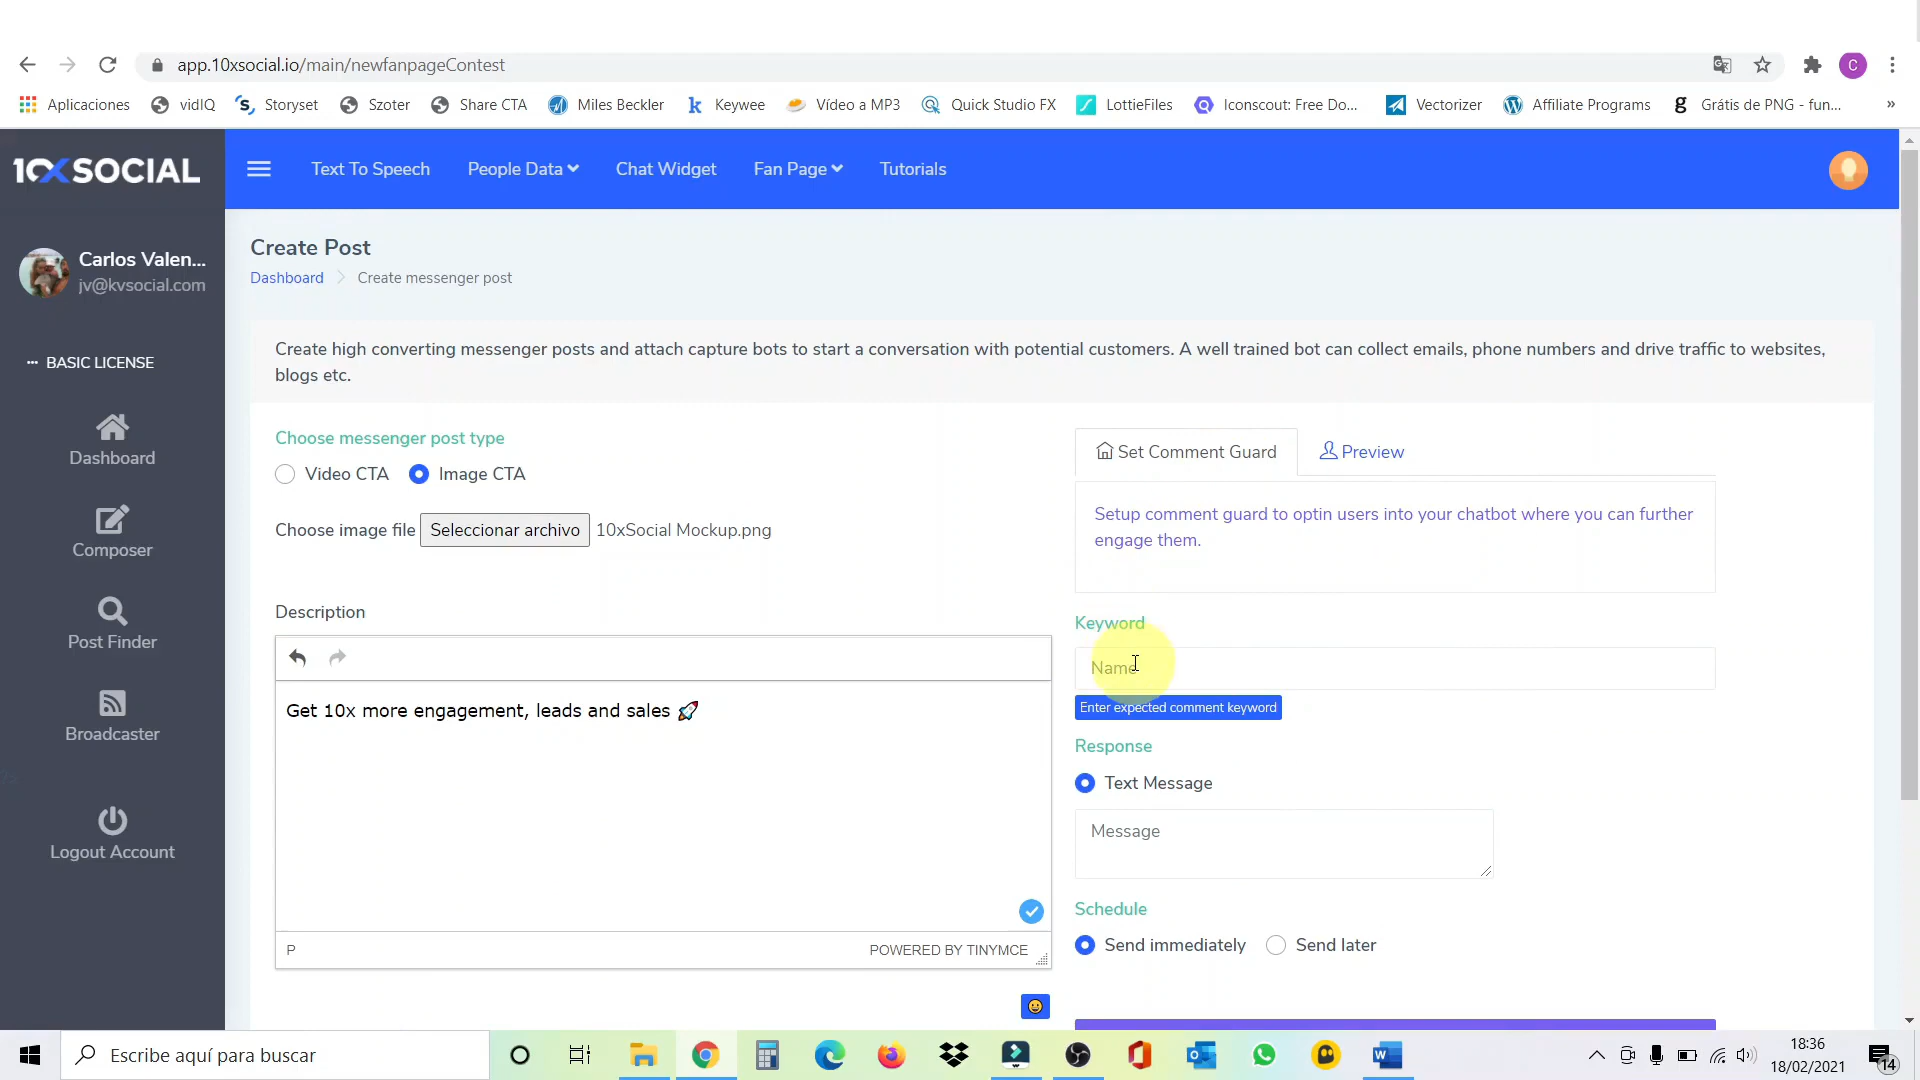 app.10xsocial.io/main/newfanpageContest
C
Aplicaciones vidIQ Storyset Szoter Share CTA Miles Beckler Keywee Vídeo a MP3 Quick Studio FX LottieFiles Iconscout: Free Do... Vectorizer Affiliate Programs Grátis de PNG - fun... »
10XSOCIAL
Text To Speech People Data Chat Widget Fan Page Tutorials
Create Post
Dashboard Create messenger post
Carlos Valen...
jv@kvsocial.com
BASIC LICENSE
Dashboard
Composer
Post Finder
Broadcaster
Logout Account
Create high converting messenger posts and attach capture bots to start a conversation with potential customers. A well trained bot can collect emails, phone numbers and drive traffic to websites,
blogs etc.
Choose messenger post type
Video CTA Image CTA
Choose image file Seleccionar archivo 10xSocial Mockup.png
Description
Get 10x more engagement, leads and sales 🚀
P POWERED BY TINYMCE
Set Comment Guard Preview
Setup comment guard to optin users into your chatbot where you can further
engage them.
Keyword
Name
Enter expected comment keyword
Response
Text Message
Message
Schedule
Send immediately Send later
Escribe aquí para buscar
18:36
18/02/2021
14